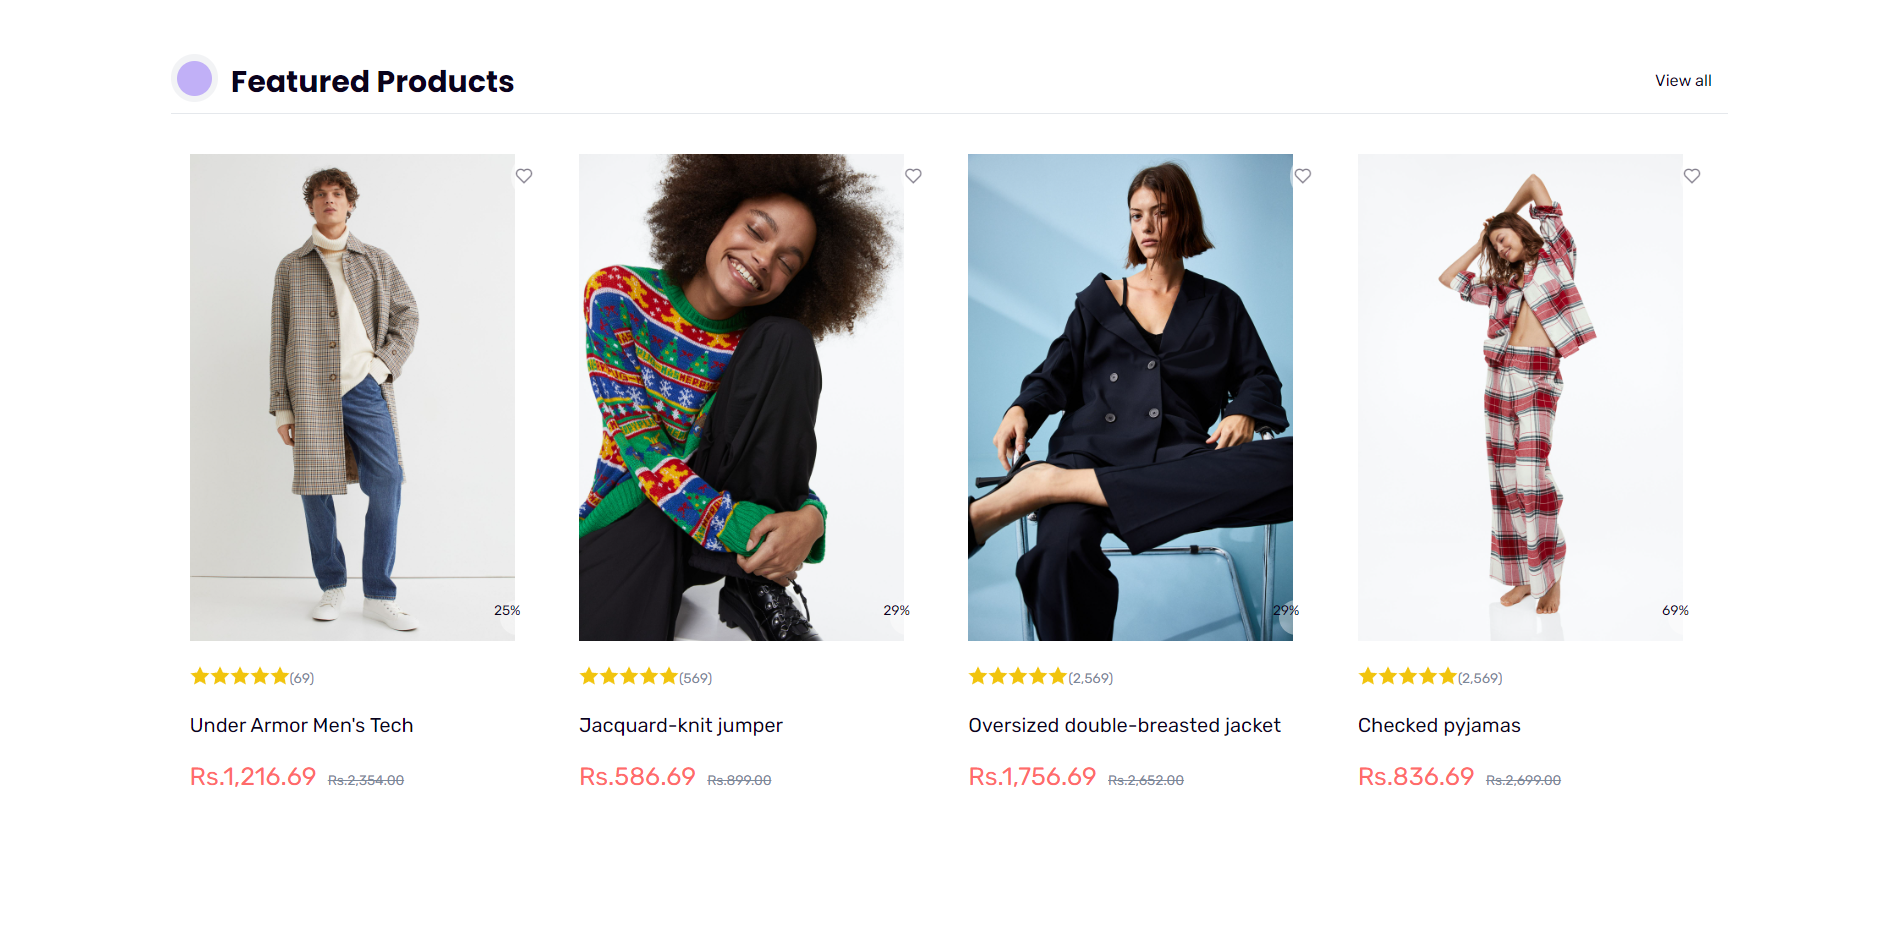 Featured Products
View all
25%
29%
29%
69%
(69)
(569)
(2,569)
(2,569)
Under Armor Men's Tech
Jacquard-knit jumper
Oversized double-breasted jacket
Checked pyjamas
Rs.1,216.69 Rs.2,354.00
Rs.586.69 Rs.899.00
Rs.1,756.69 Rs.2,652.00
Rs.836.69 Rs.2,699.00